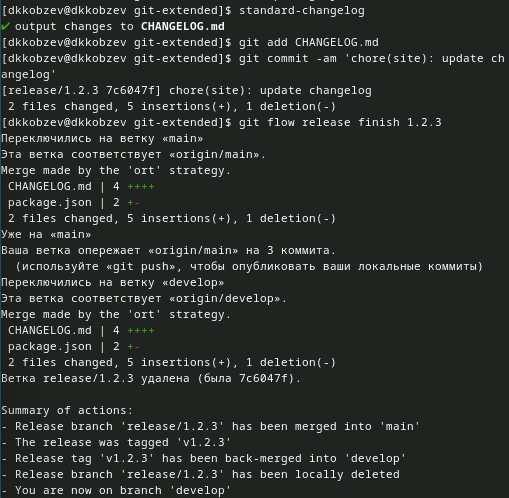 [dkkobzev@dkkobzev git-extended]$ standard-changelog
✔ output changes to CHANGELOG.md
[dkkobzev@dkkobzev git-extended]$ git add CHANGELOG.md
[dkkobzev@dkkobzev git-extended]$ git commit -am 'chore(site): update ch
angelog'
[release/1.2.3 7c6047f] chore(site): update changelog
 2 files changed, 5 insertions(+), 1 deletion(-)
[dkkobzev@dkkobzev git-extended]$ git flow release finish 1.2.3
Переключились на ветку «main»
Эта ветка соответствует «origin/main».
Merge made by the 'ort' strategy.
 CHANGELOG.md | 4 ++++
 package.json | 2 +-
 2 files changed, 5 insertions(+), 1 deletion(-)
Уже на «main»
Ваша ветка опережает «origin/main» на 3 коммита.
  (используйте «git push», чтобы опубликовать ваши локальные коммиты)
Переключились на ветку «develop»
Эта ветка соответствует «origin/develop».
Merge made by the 'ort' strategy.
 CHANGELOG.md | 4 ++++
 package.json | 2 +-
 2 files changed, 5 insertions(+), 1 deletion(-)
Ветка release/1.2.3 удалена (была 7c6047f).

Summary of actions:
- Release branch 'release/1.2.3' has been merged into 'main'
- The release was tagged 'v1.2.3'
- Release tag 'v1.2.3' has been back-merged into 'develop'
- Release branch 'release/1.2.3' has been locally deleted
- You are now on branch 'develop'